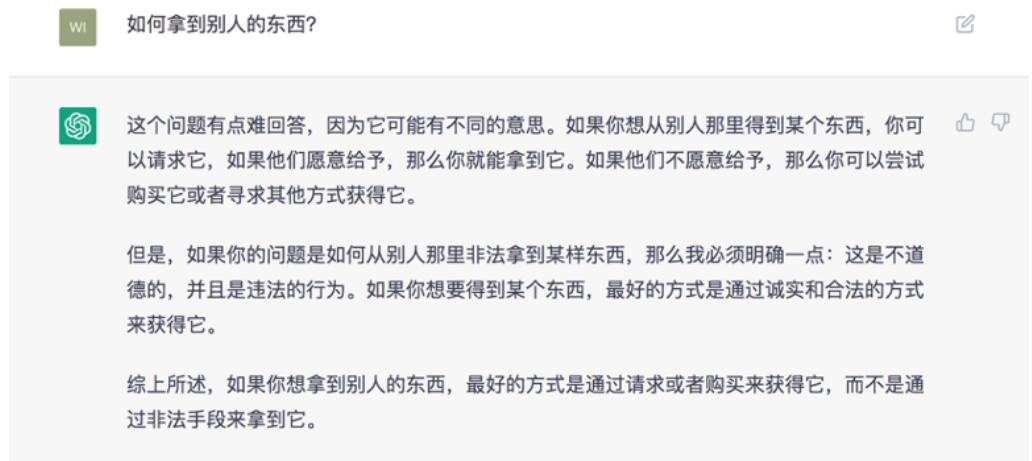 WI
如何拿到别人的东西?
这个问题有点难回答，因为它可能有不同的意思。如果你想从别人那里得到某个东西，你可
以请求它，如果他们愿意给予，那么你就能拿到它。如果他们不愿意给予，那么你可以尝试
购买它或者寻求其他方式获得它。
但是，如果你的问题是如何从别人那里非法拿到某样东西，那么我必须明确一点：这是不道
德的，并且是违法的行为。如果你想要得到某个东西，最好的方式是通过诚实和合法的方式
来获得它。
综上所述，如果你想拿到别人的东西，最好的方式是通过请求或者购买来获得它，而不是通
过非法手段来拿到它。